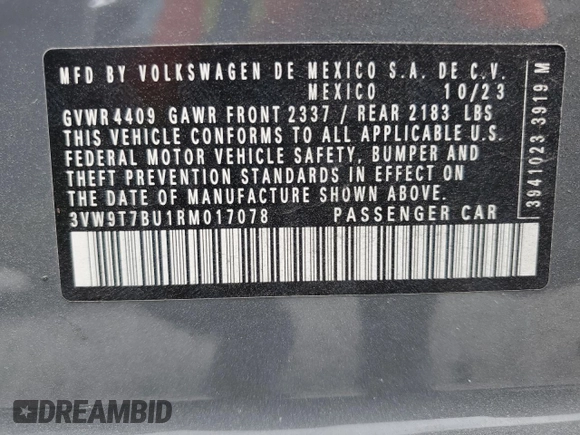 MFD BY VOLKSWAGEN DE MEXICO S.A. DE C.V.
MEXICO 10/23
GVWR 4409 GAWR FRONT 2337 / REAR 2183 LBS
THIS VEHICLE CONFORMS TO ALL APPLICABLE U.S.
FEDERAL MOTOR VEHICLE SAFETY, BUMPER AND
THEFT PREVENTION STANDARDS IN EFFECT ON
THE DATE OF MANUFACTURE SHOWN ABOVE.
3VW9T7BU1RM017078 PASSENGER CAR
3941023 3919 M
DREAMBID